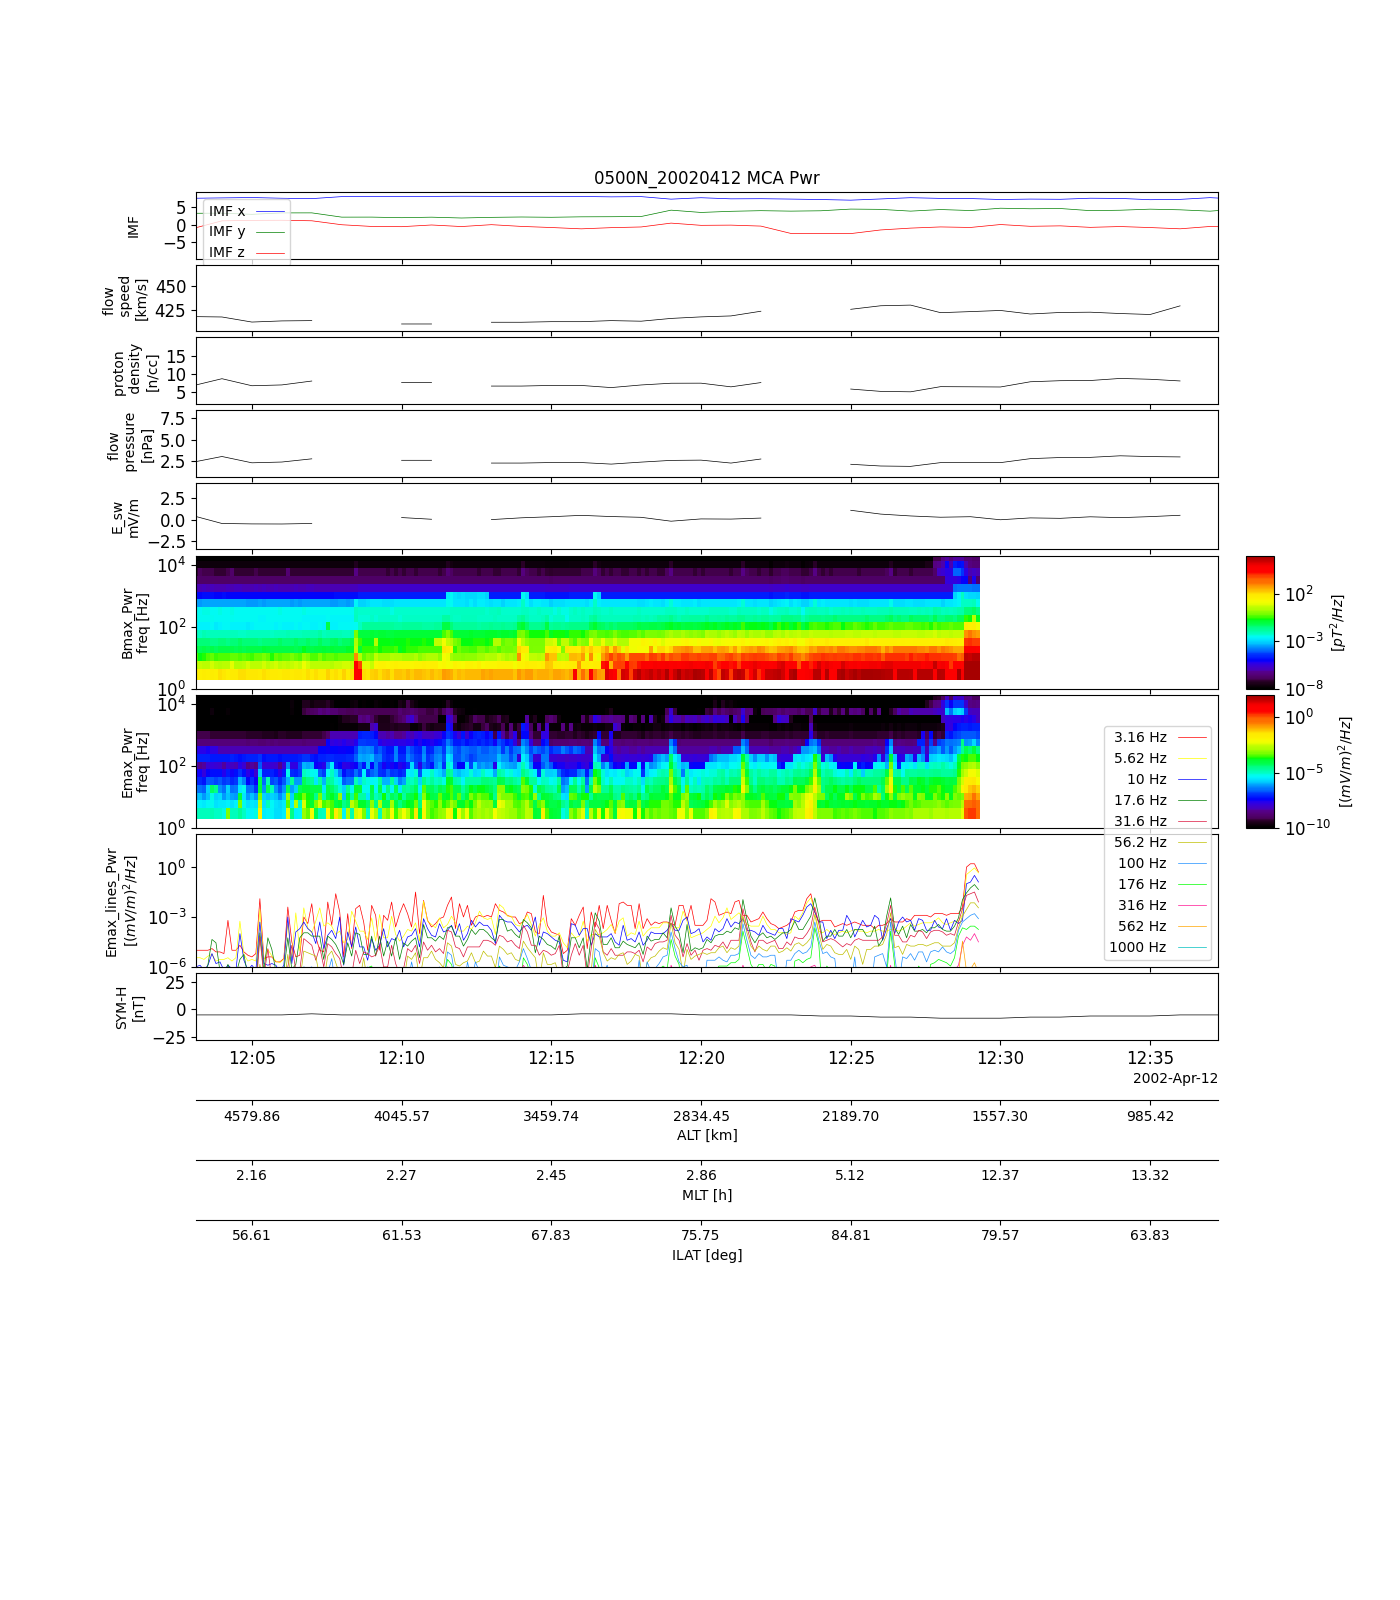 0500N_20020412 MCA Pwr
IMF
5
0
−5
IMF x
IMF y
IMF z
flow
speed
[km/s]
450
425
proton
density
[n/cc]
15
10
5
flow
pressure
[nPa]
7.5
5.0
2.5
E_sw
mV/m
2.5
0.0
−2.5
Bmax_Pwr
freq [Hz]
10^4
10^2
10^0
10^2
10^−3
10^−8
[pT^2/Hz]
Emax_Pwr
freq [Hz]
10^4
10^2
10^0
10^0
10^−5
10^−10
[(mV/m)^2/Hz]
3.16 Hz
5.62 Hz
10 Hz
17.6 Hz
31.6 Hz
56.2 Hz
100 Hz
176 Hz
316 Hz
562 Hz
1000 Hz
Emax_lines_Pwr
[(mV/m)^2/Hz]
10^0
10^−3
10^−6
SYM-H
[nT]
25
0
−25
12:05 12:10 12:15 12:20 12:25 12:30 12:35
2002-Apr-12
4579.86 4045.57 3459.74 2834.45 2189.70 1557.30 985.42
ALT [km]
2.16 2.27 2.45 2.86 5.12 12.37 13.32
MLT [h]
56.61 61.53 67.83 75.75 84.81 79.57 63.83
ILAT [deg]